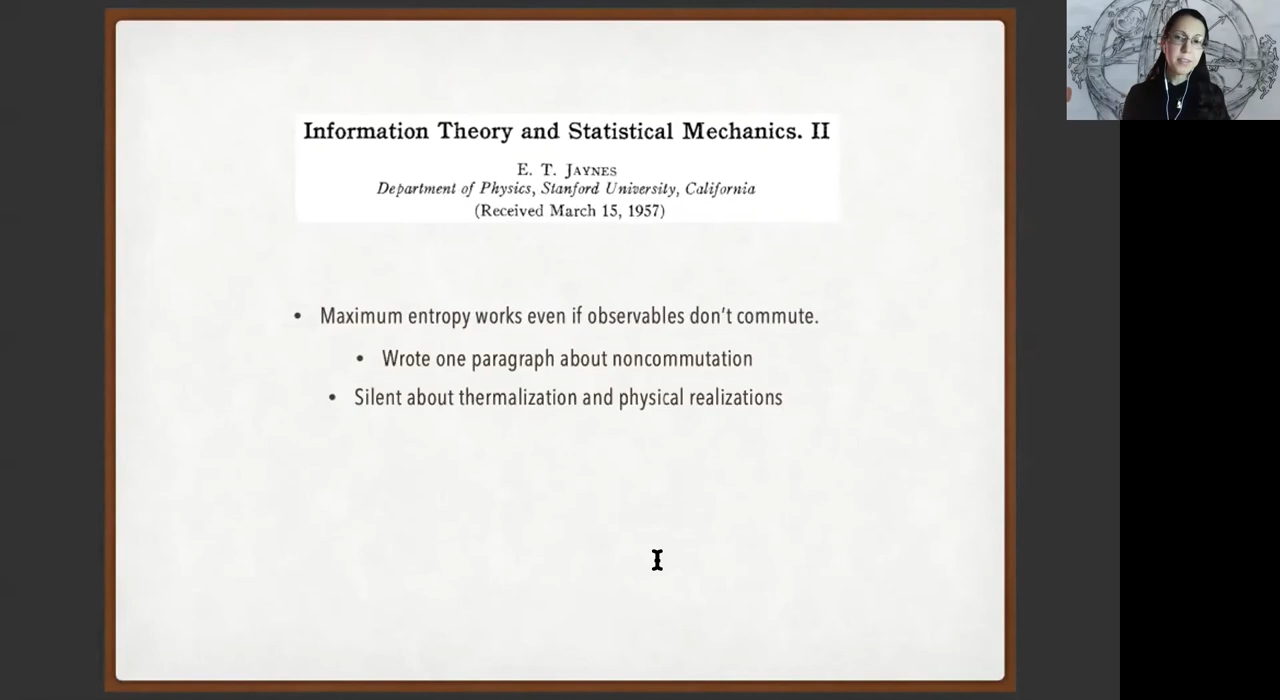 Information Theory and Statistical Mechanics. II
E. T. JAYNES
Department of Physics, Stanford University, California
(Received March 15, 1957)
• Maximum entropy works even if observables don’t commute.
• Wrote one paragraph about noncommutation
• Silent about thermalization and physical realizations